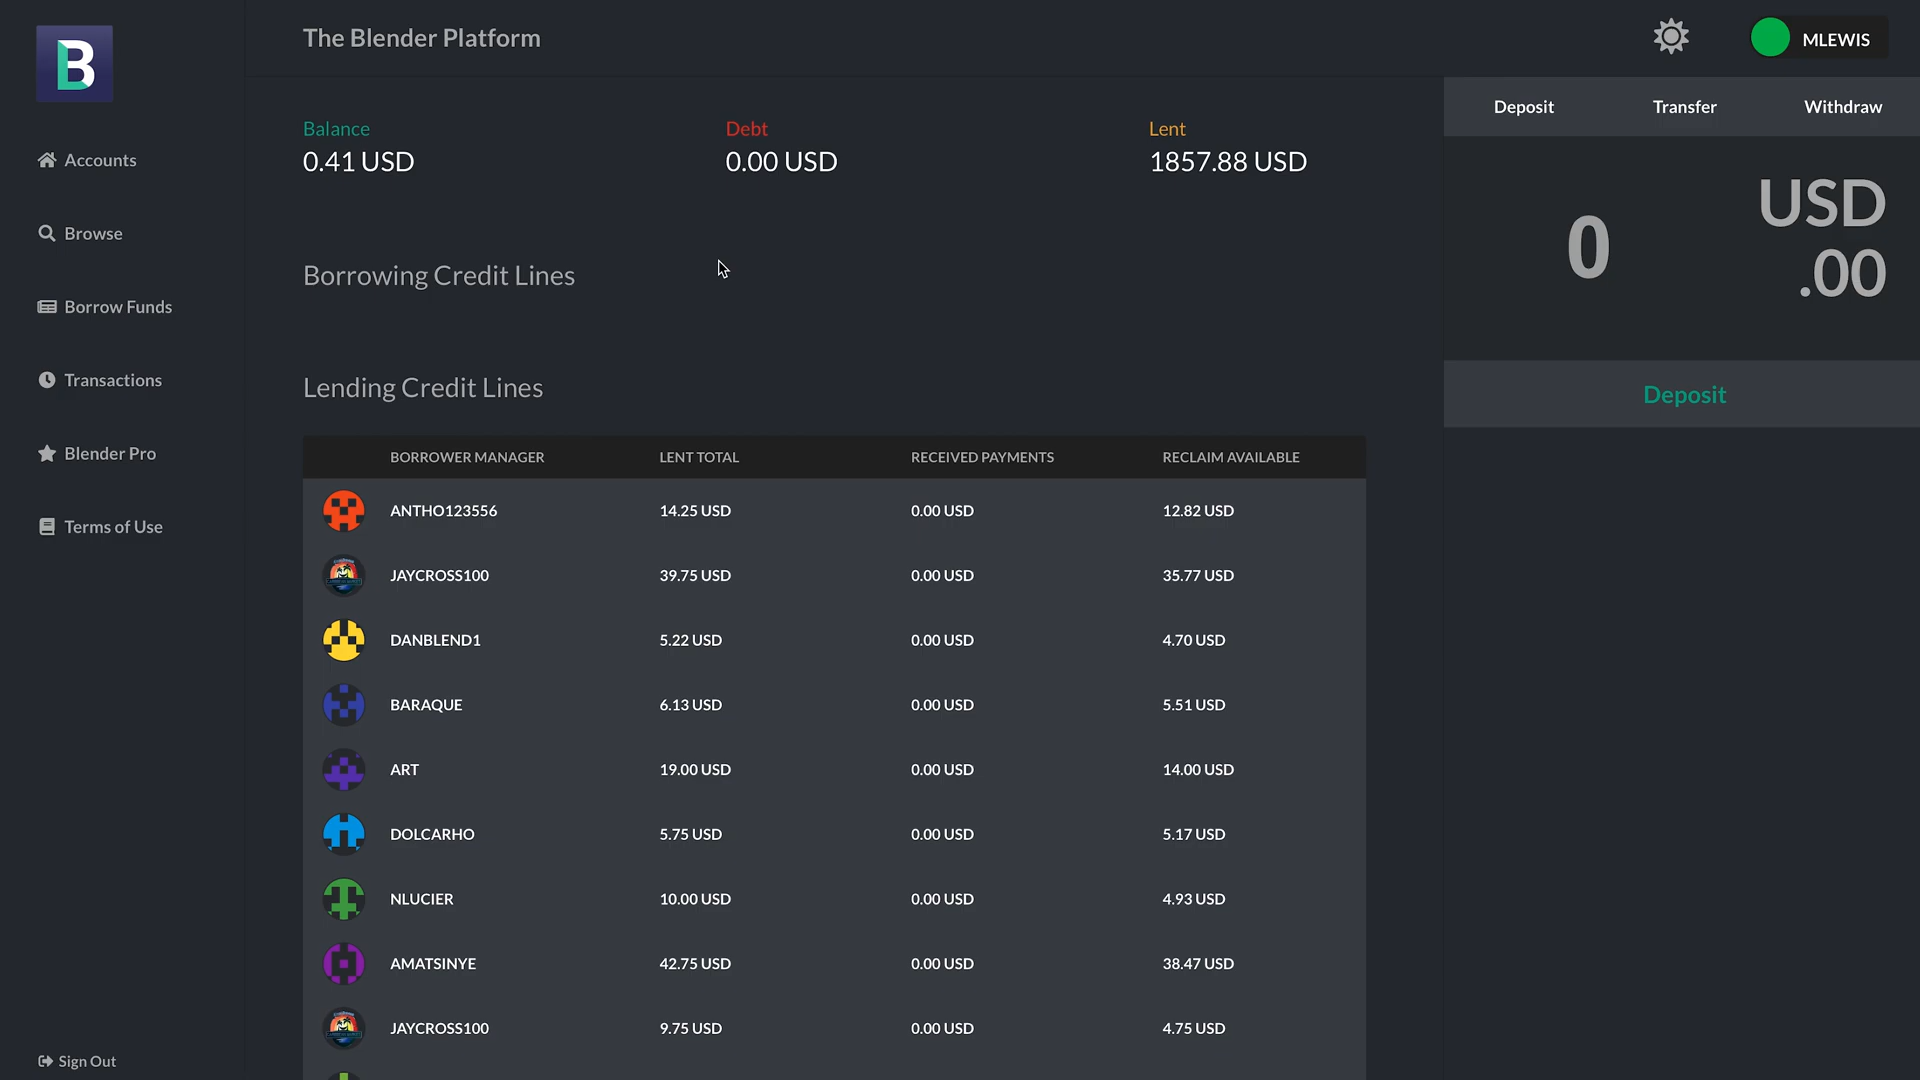 B
The Blender Platform
MLEWIS
Accounts
Browse
Borrow Funds
Transactions
Blender Pro
Terms of Use
Sign Out
Balance
0.41 USD
Debt
0.00 USD
Lent
1857.88 USD
Borrowing Credit Lines
Lending Credit Lines
BORROWER MANAGER LENT TOTAL RECEIVED PAYMENTS RECLAIM AVAILABLE
ANTHO123556 14.25 USD 0.00 USD 12.82 USD
JAYCROSS100 39.75 USD 0.00 USD 35.77 USD
DANBLEND1 5.22 USD 0.00 USD 4.70 USD
BARAQUE 6.13 USD 0.00 USD 5.51 USD
ART 19.00 USD 0.00 USD 14.00 USD
DOLCARHO 5.75 USD 0.00 USD 5.17 USD
NLUCIER 10.00 USD 0.00 USD 4.93 USD
AMATSINYE 42.75 USD 0.00 USD 38.47 USD
JAYCROSS100 9.75 USD 0.00 USD 4.75 USD
Deposit Transfer Withdraw
0 USD
.00
Deposit